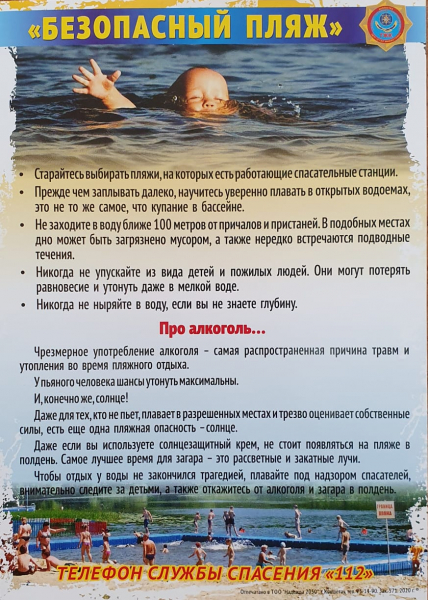 «БЕЗОПАСНЫЙ ПЛЯЖ»
• Старайтесь выбирать пляжи, на которых есть работающие спасательные станции.
• Прежде чем заплывать далеко, научитесь уверенно плавать в открытых водоемах,
это не то же самое, что купание в бассейне.
• Не заходите в воду ближе 100 метров от причалов и пристаней. В подобных местах
дно может быть загрязнено мусором, а также нередко встречаются подводные
течения.
• Никогда не упускайте из вида детей и пожилых людей. Они могут потерять
равновесие и утонуть даже в мелкой воде.
• Никогда не ныряйте в воду, если вы не знаете глубину.
Про алкоголь...
Чрезмерное употребление алкоголя – самая распространенная причина травм и
утопления во время пляжного отдыха.
У пьяного человека шансы утонуть максимальны.
И, конечно же, солнце!
Даже для тех, кто не пьет, плавает в разрешенных местах и трезво оценивает собственные
силы, есть еще одна пляжная опасность – солнце.
Даже если вы используете солнцезащитный крем, не стоит появляться на пляже в
полдень. Самое лучшее время для загара – это рассветные и закатные лучи.
Чтобы отдых у воды не закончился трагедией, плавайте под надзором спасателей,
внимательно следите за детьми, а также откажитесь от алкоголя и загара в полдень.
ТЕЛЕФОН СЛУЖБЫ СПАСЕНИЯ «112»
Отпечатано в ТОО